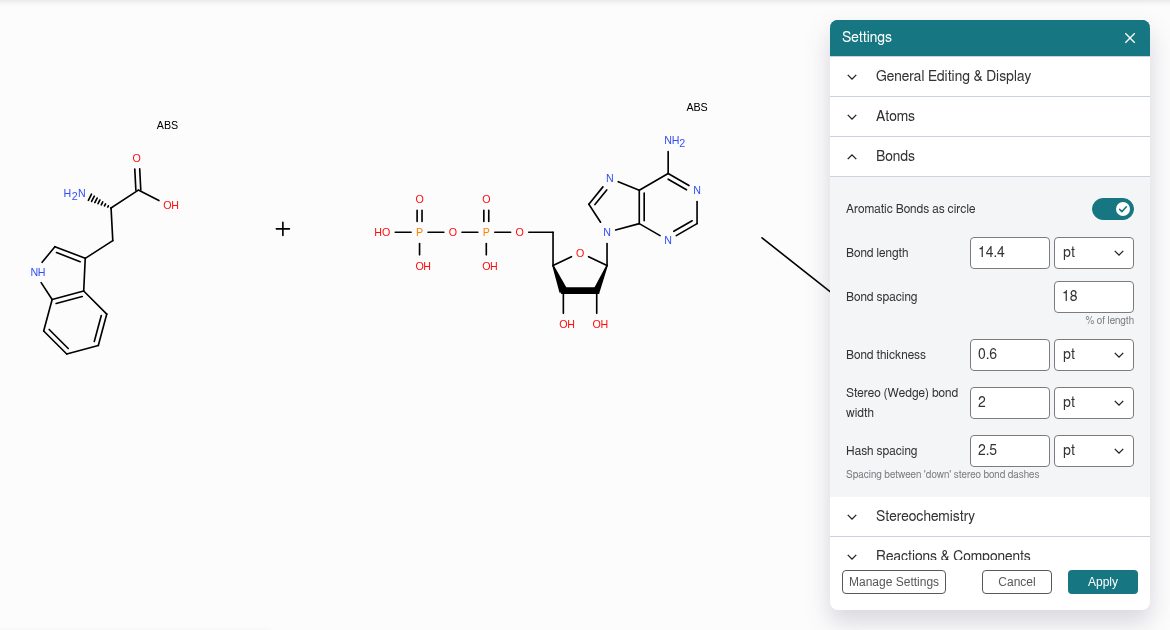 ABS
O
H2N
OH
NH
+
ABS
NH2
N
N
O
O
HO
P
O
P
O
N
N
O
OH
OH
OH
OH
Settings
General Editing & Display
Atoms
Bonds
Aromatic Bonds as circle
Bond length 14.4 pt
Bond spacing 18
% of length
Bond thickness 0.6 pt
Stereo (Wedge) bond
width 2 pt
Hash spacing 2.5 pt
Spacing between 'down' stereo bond dashes
Stereochemistry
Reactions & Components
Manage Settings Cancel Apply